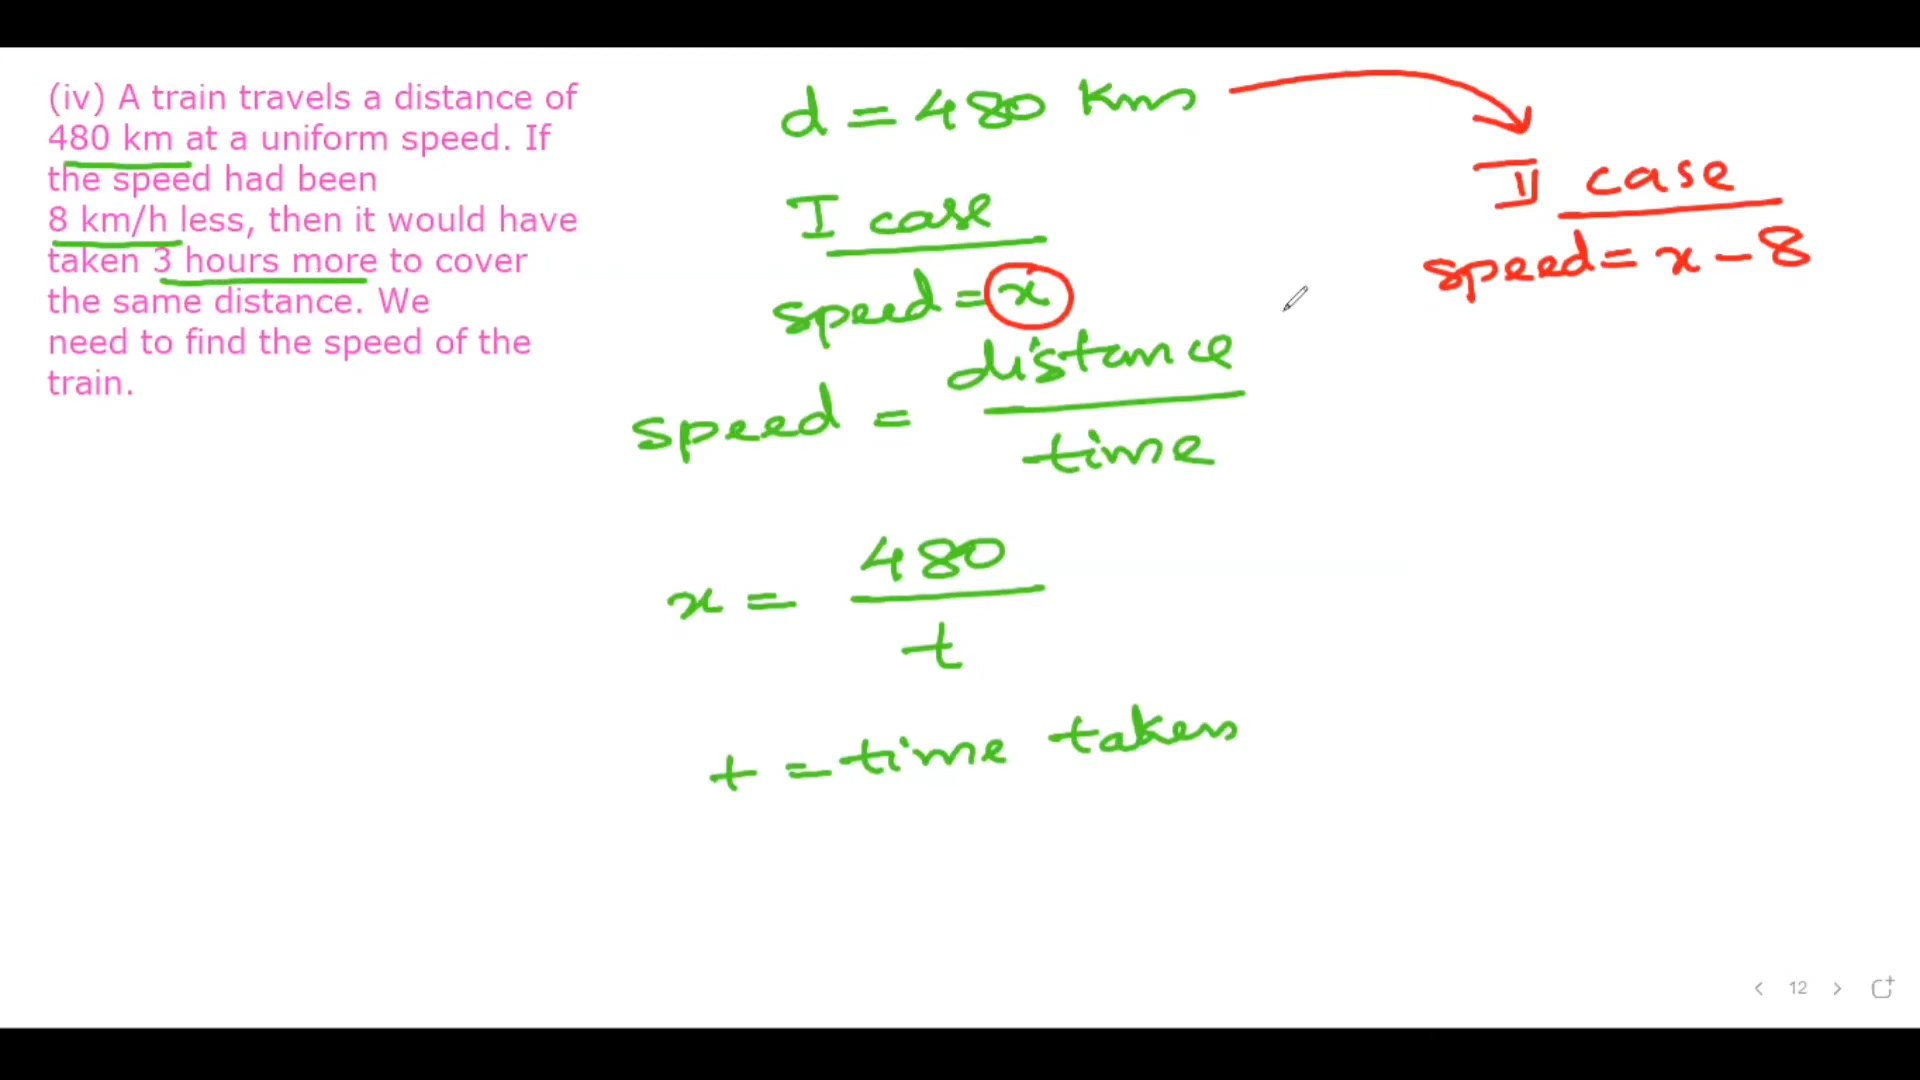 (iv) A train travels a distance of
480 km at a uniform speed. If
the speed had been
8 km/h less, then it would have
taken 3 hours more to cover
the same distance. We
need to find the speed of the
train.
d = 480 Kms
I case
speed = x
speed = distance / time
x = 480 / t
t = time taken
II case
speed = x - 8
12